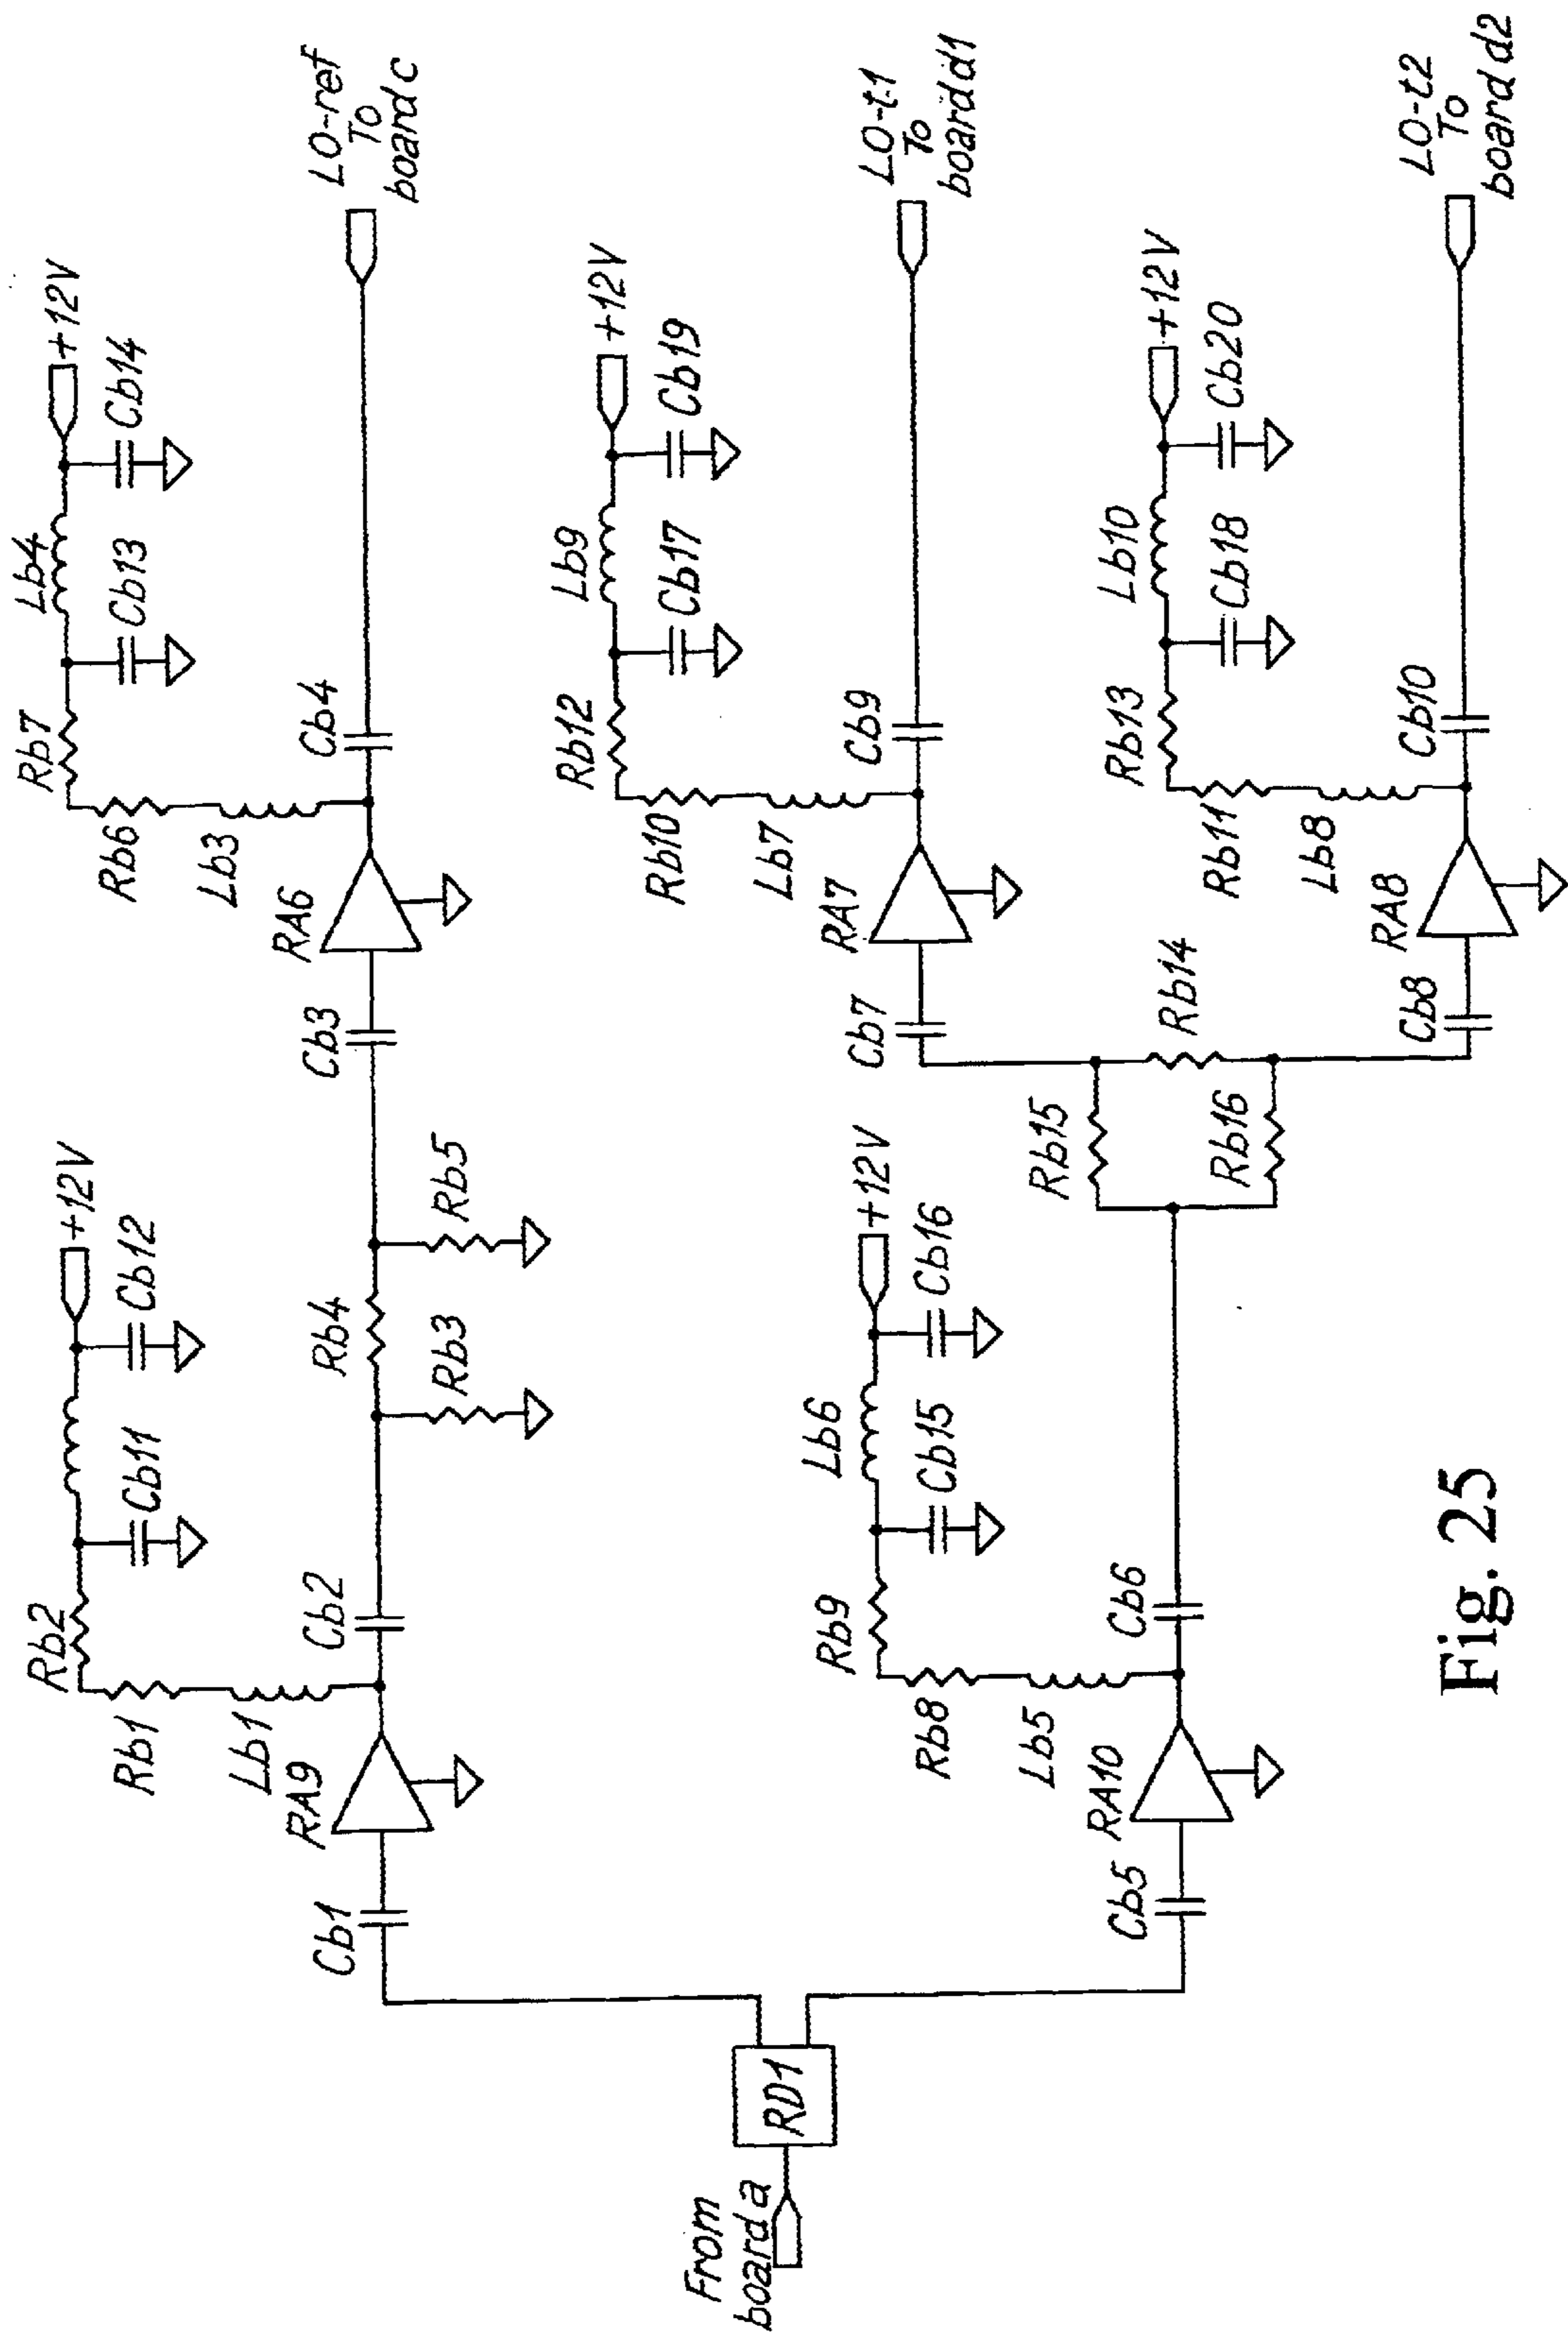 From
board a
RD1
Cb1
RA9
Lb1
Rb1
Rb2
Cb11
Cb12
+12V
Cb2
Rb4
Rb3
Rb5
Cb3
RA6
Lb3
Rb6
Rb7
Lb4
Cb13
Cb14
+12V
Cb4
LO-ref
To
board c
Cb5
RA10
Lb5
Rb8
Rb9
Lb6
Cb15
Cb16
+12V
Cb6
Rb15
Rb16
Rb14
Cb7
RA7
Lb7
Rb10
Rb12
Lb9
Cb17
Cb19
+12V
Cb9
LO-t1
To
board d1
Cb8
RA8
Lb8
Rb11
Rb13
Lb10
Cb18
Cb20
+12V
Cb10
LO-t2
To
board d2
Fig. 25